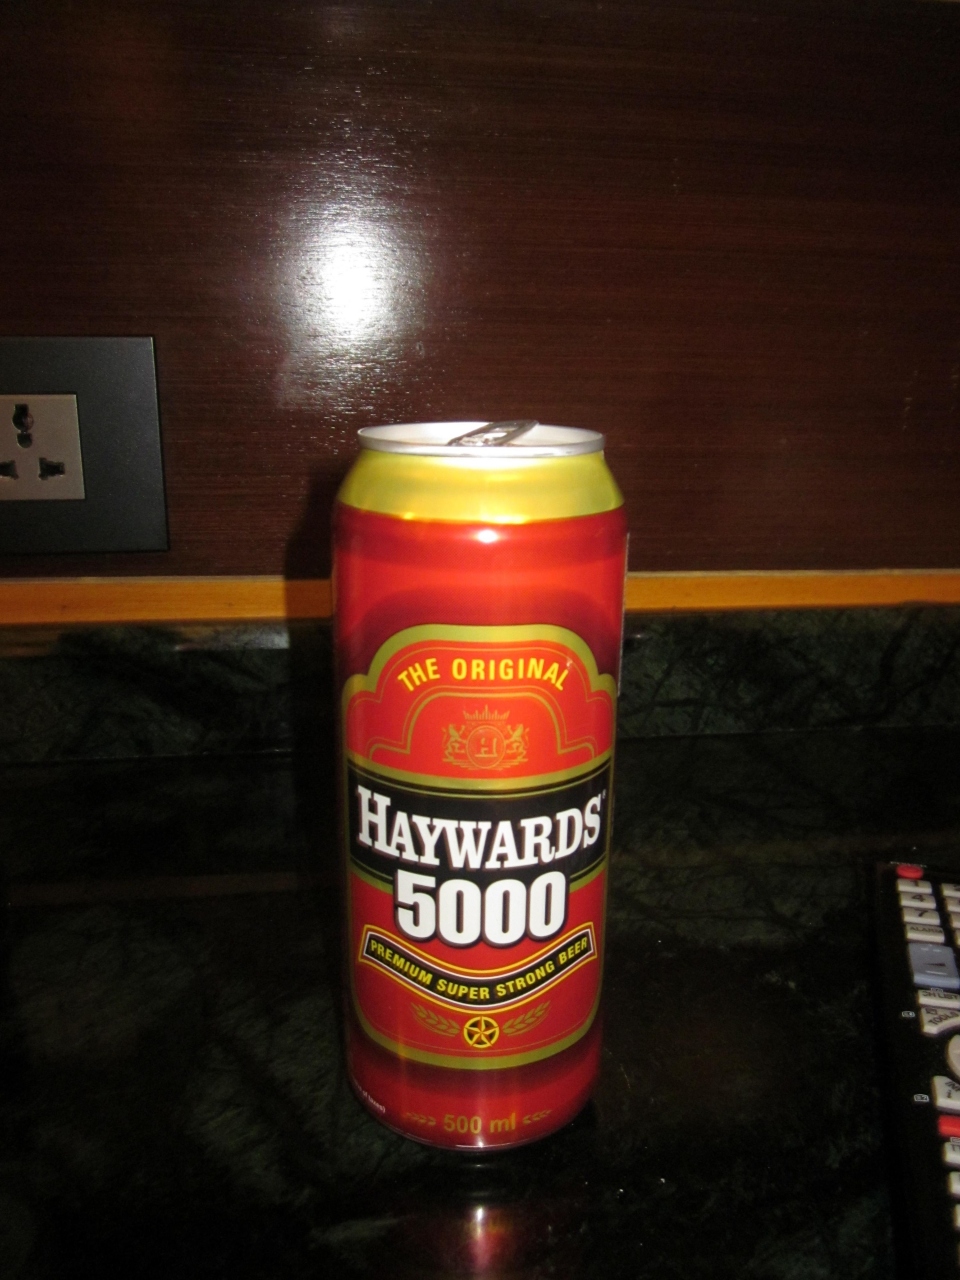 THE ORIGINAL
H
HAYWARDS®
5000
PREMIUM SUPER STRONG BEER
500 ml